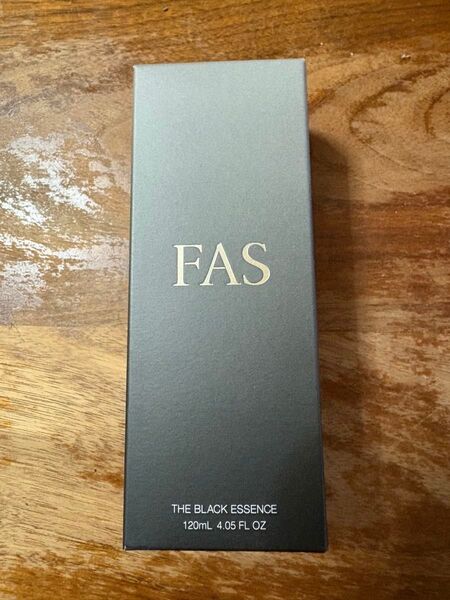 FAS
THE BLACK ESSENCE
120mL 4.05 FL OZ